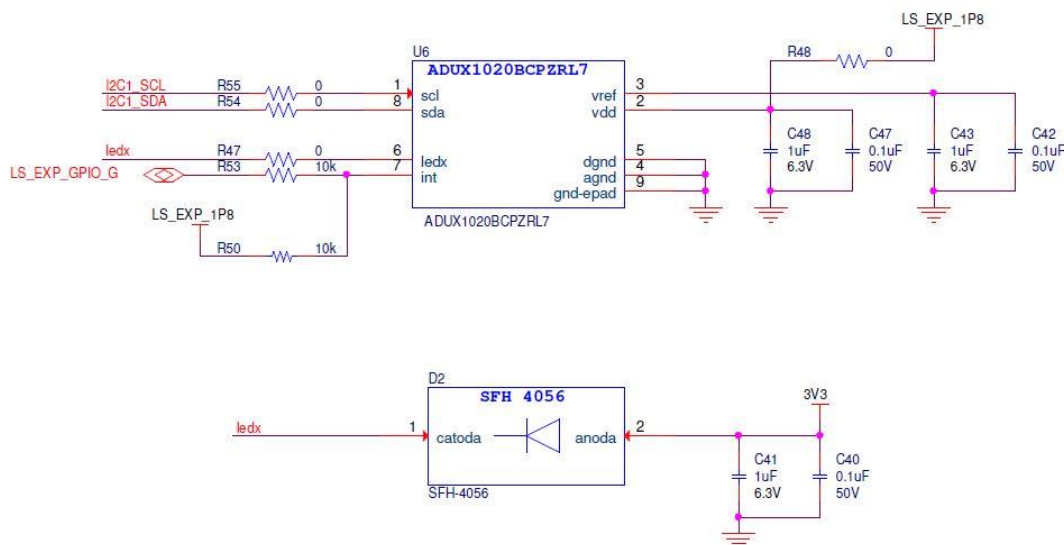 LS_EXP_1P8
U6
R48 0
ADUX1020BCPZRL7
I2C1_SCL R55 0 1 scl vref 3
I2C1_SDA R54 0 8 sda vdd 2
C48 C47 C43 C42
1uF 0.1uF 1uF 0.1uF
6.3V 50V 6.3V 50V
ledx R47 0 6 ledx dgnd 5
LS_EXP_GPIO_G R53 10k 7 int agnd 4
gnd-epad 9
LS_EXP_1P8
ADUX1020BCPZRL7
R50 10k
D2
SFH 4056
3V3
ledx 1 catoda anoda 2
C41 C40
1uF 0.1uF
6.3V 50V
SFH-4056